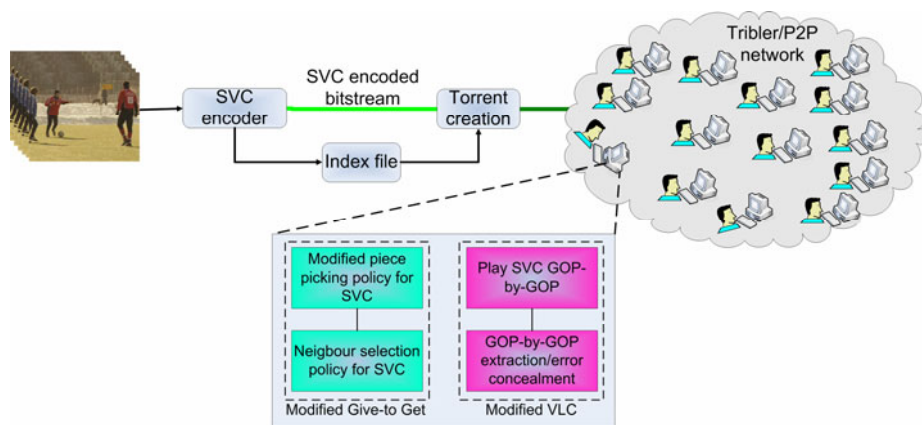 Tribler/P2P
network
SVC encoded
bitstream
SVC
encoder
Torrent
creation
Index file
Modified piece
picking policy for
SVC
Play SVC GOP-
by-GOP
Neigbour selection
policy for SVC
GOP-by-GOP
extraction/error
concealment
Modified Give-to Get
Modified VLC